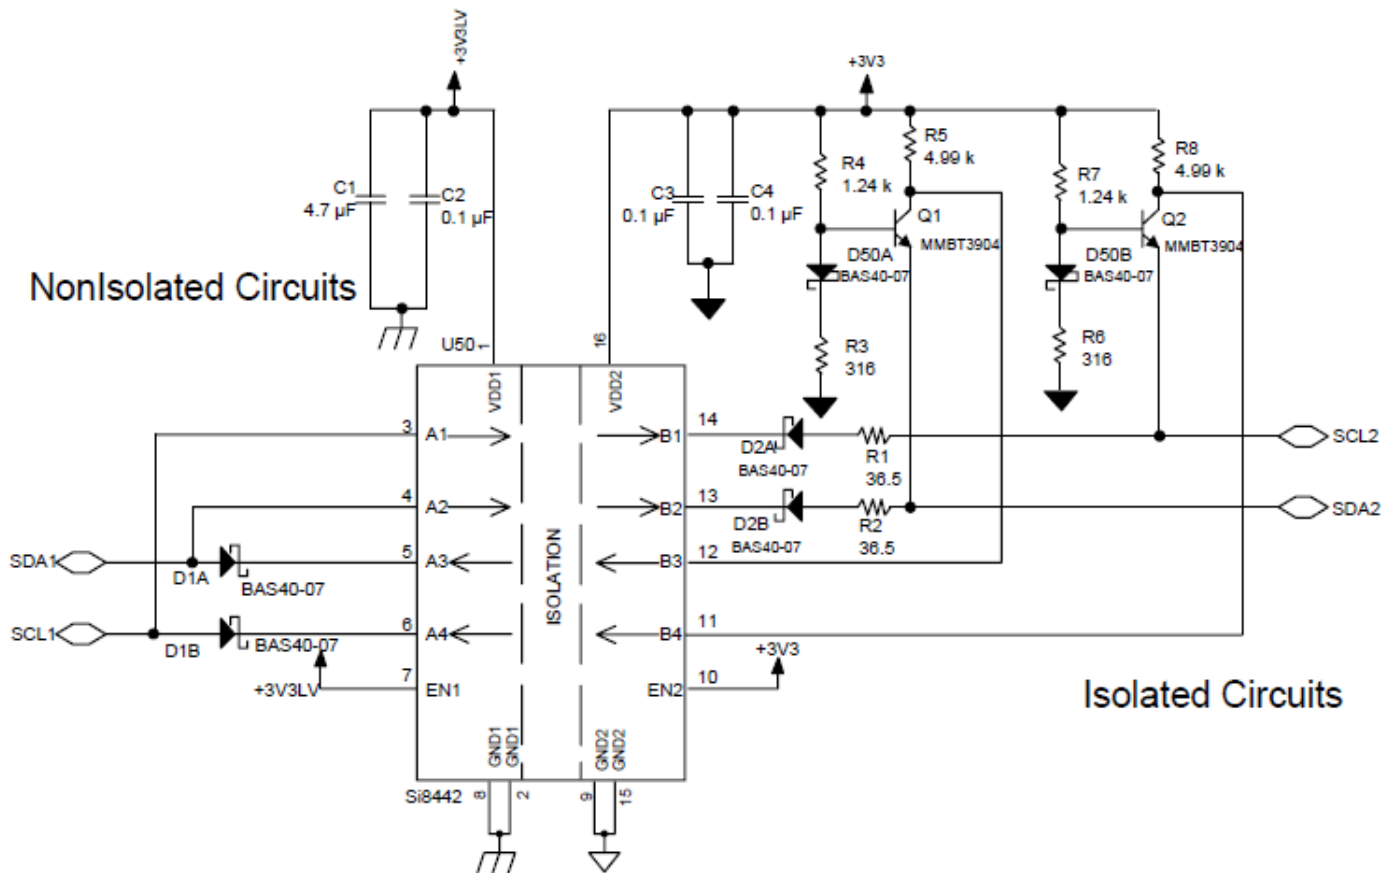 +3V3LV
+3V3
R5
4.99 k
R8
4.99 k
R4
1.24 k
R7
1.24 k
C1
4.7 µF
C2
0.1 µF
C3
0.1 µF
C4
0.1 µF
Q1
MMBT3904
Q2
MMBT3904
D50A
BAS40-07
D50B
BAS40-07
NonIsolated Circuits
R3
316
R6
316
U50
1
16
VDD1
VDD2
3
A1
B1
14
D2A
BAS40-07
R1
36.5
SCL2
4
A2
B2
13
D2B
BAS40-07
R2
36.5
SDA2
SDA1
D1A
BAS40-07
5
A3
B3
12
ISOLATION
SCL1
D1B
BAS40-07
6
A4
B4
11
+3V3LV
7
EN1
EN2
10
+3V3
Isolated Circuits
GND1
GND1
GND2
GND2
Si8442
8
2
9
15